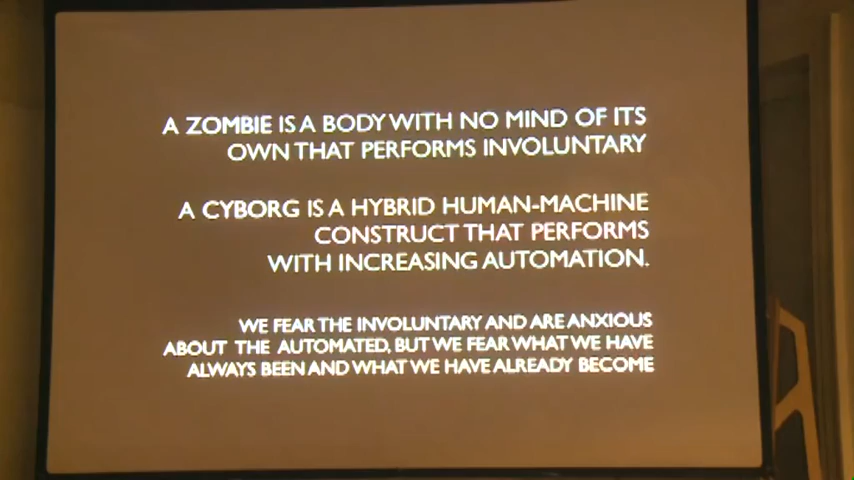 A ZOMBIE IS A BODY WITH NO MIND OF ITS
OWN THAT PERFORMS INVOLUNTARY
A CYBORG IS A HYBRID HUMAN-MACHINE
CONSTRUCT THAT PERFORMS
WITH INCREASING AUTOMATION.
WE FEAR THE INVOLUNTARY AND ARE ANXIOUS
ABOUT THE AUTOMATED, BUT WE FEAR WHAT WE HAVE
ALWAYS BEEN AND WHAT WE HAVE ALREADY BECOME